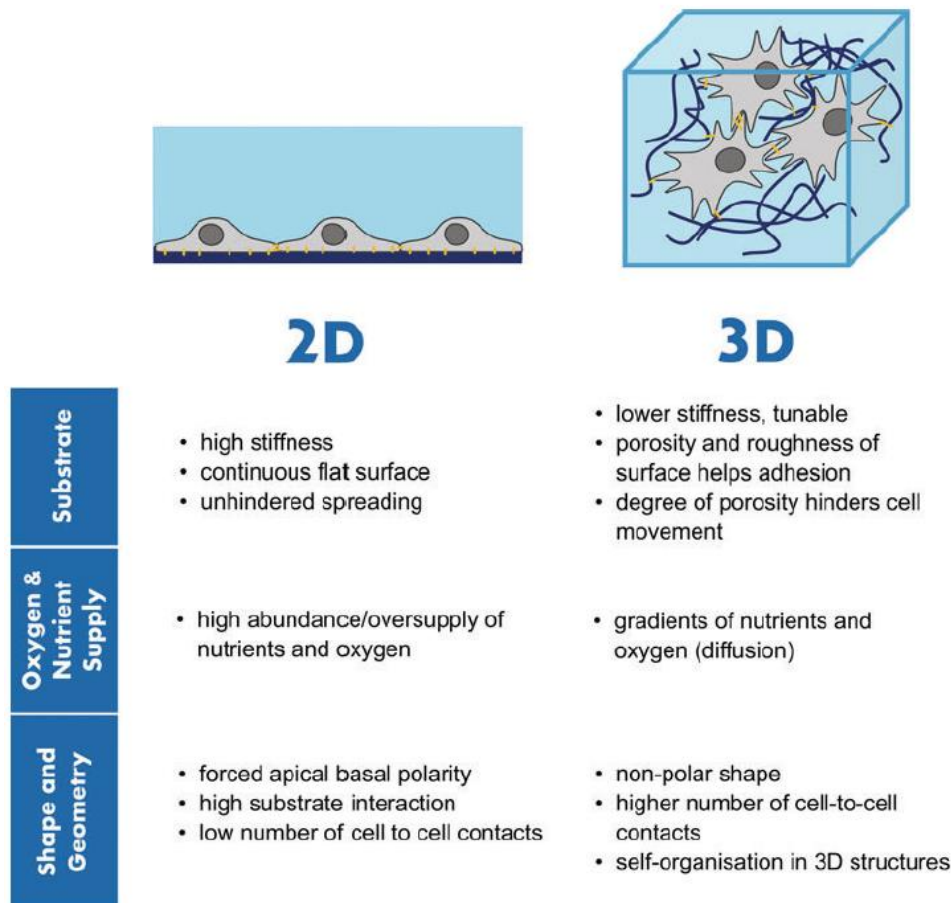 2D
3D
Substrate
• high stiffness
• continuous flat surface
• unhindered spreading
• lower stiffness, tunable
• porosity and roughness of
surface helps adhesion
• degree of porosity hinders cell
movement
Oxygen &
Nutrient
Supply
• high abundance/oversupply of
nutrients and oxygen
• gradients of nutrients and
oxygen (diffusion)
Shape and
Geometry
• forced apical basal polarity
• high substrate interaction
• low number of cell to cell contacts
• non-polar shape
• higher number of cell-to-cell
contacts
• self-organisation in 3D structures